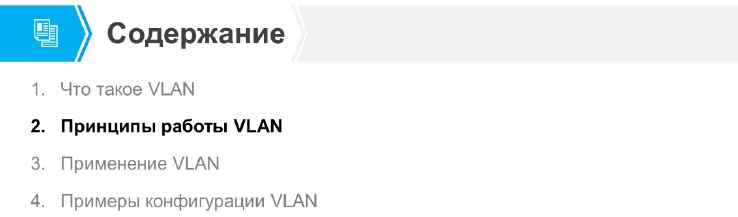 Содержание
1. Что такое VLAN
2. Принципы работы VLAN
3. Применение VLAN
4. Примеры конфигурации VLAN